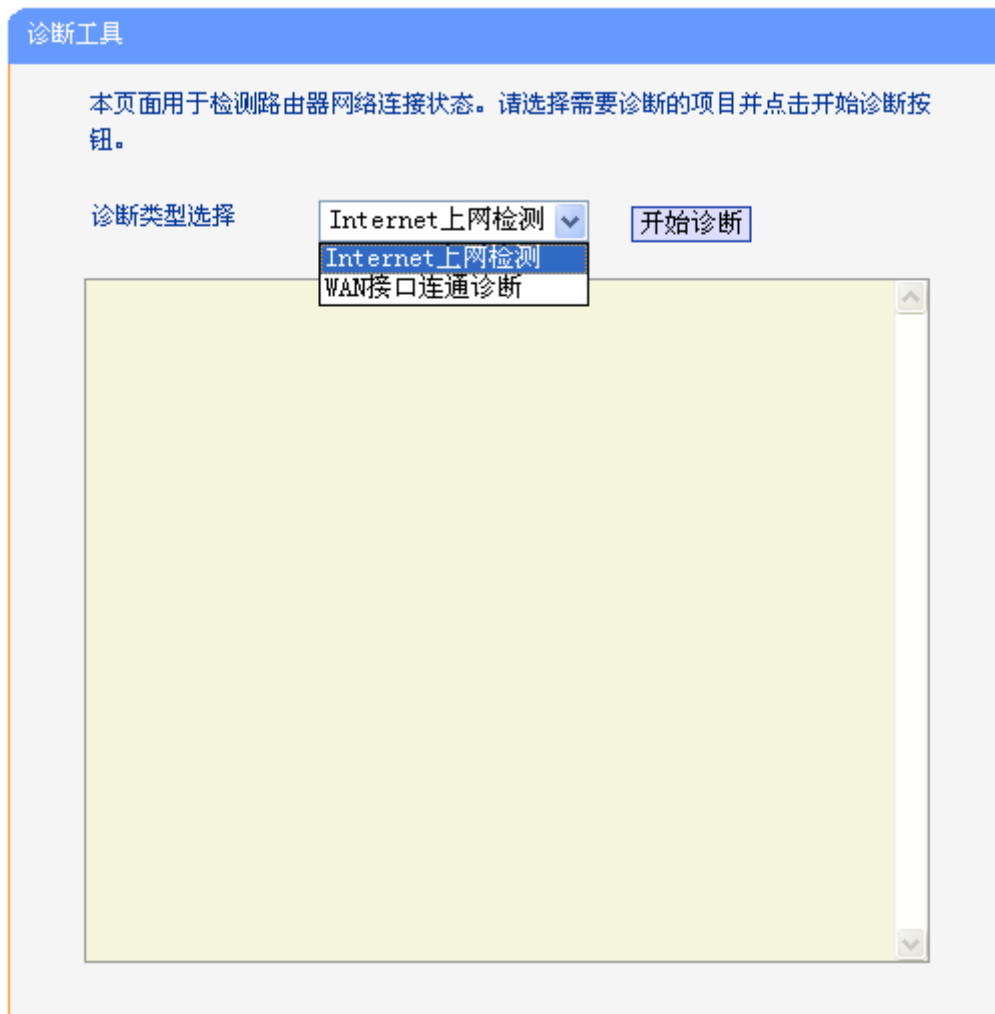 诊断工具
本页面用于检测路由器网络连接状态。请选择需要诊断的项目并点击开始诊断按
钮。
诊断类型选择 Internet上网检测 开始诊断
Internet上网检测
WAN接口连通诊断